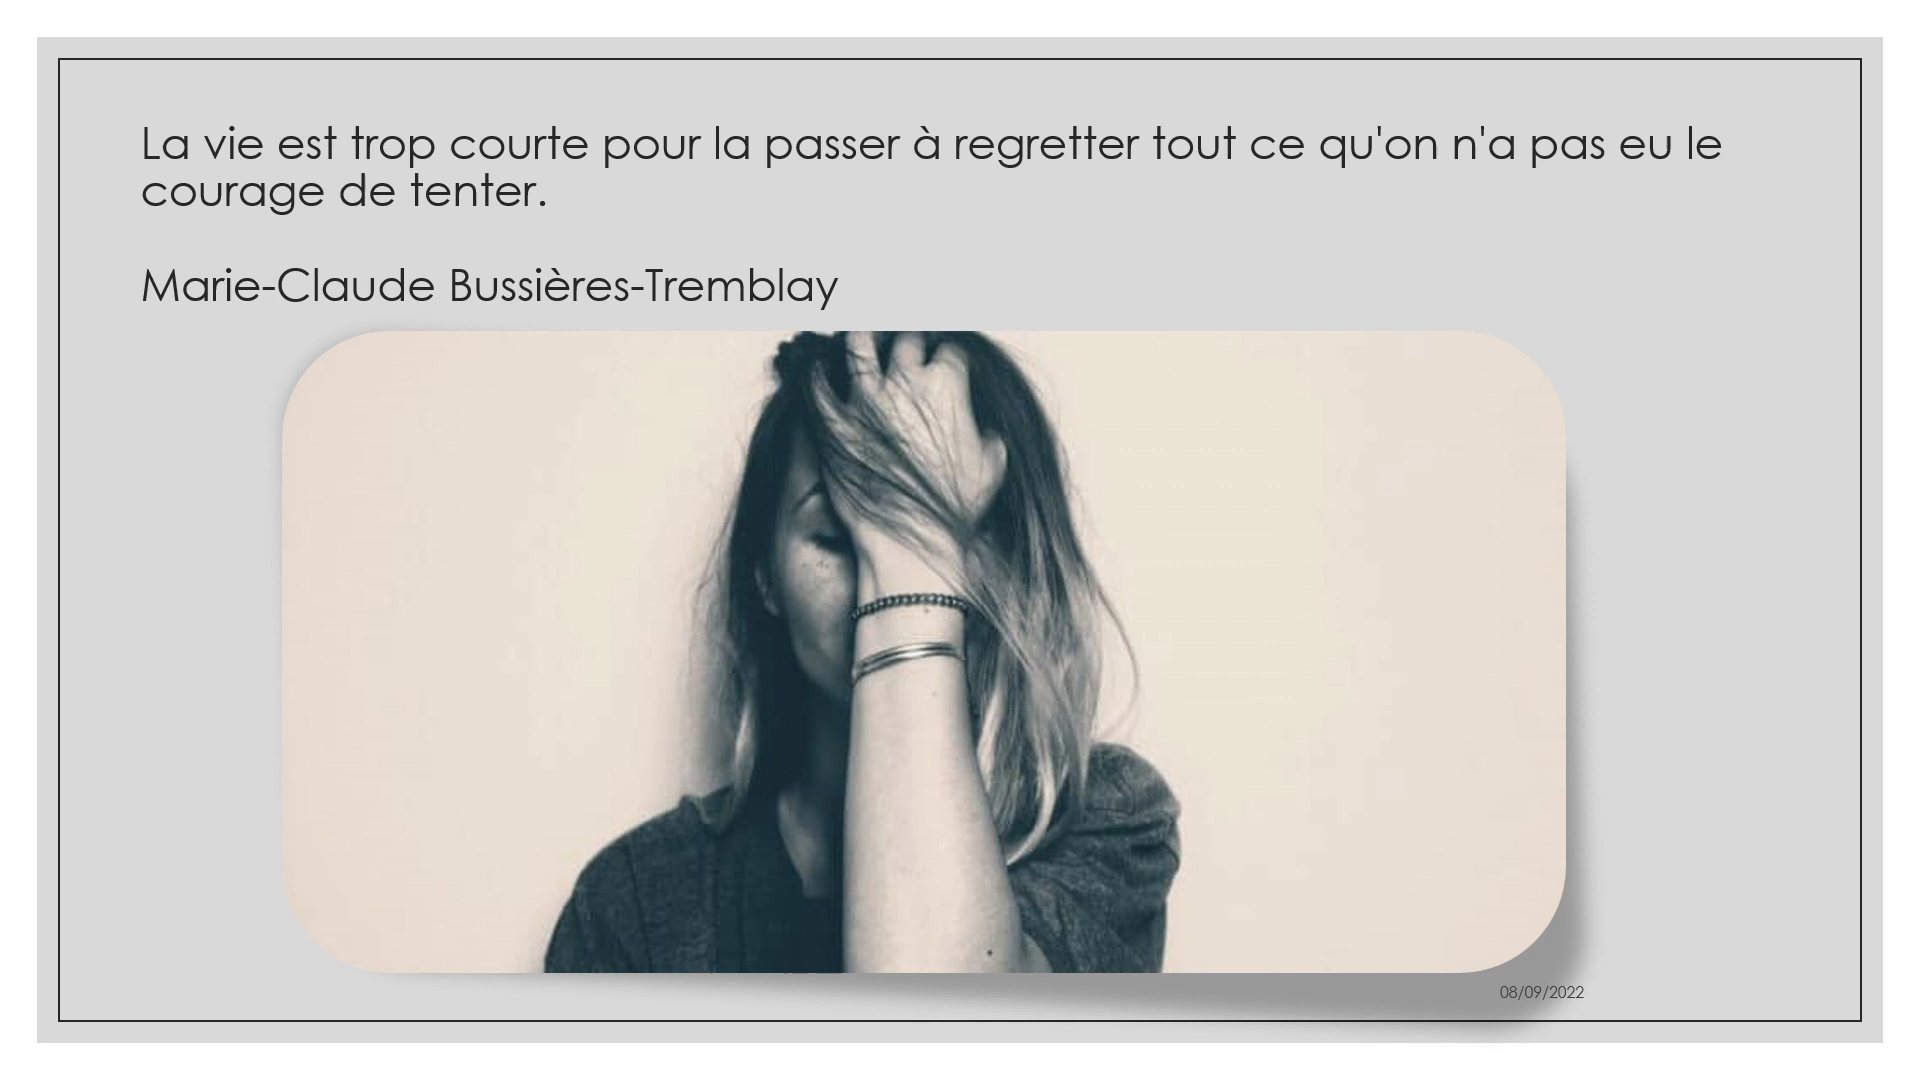 La vie est trop courte pour la passer à regretter tout ce qu'on n'a pas eu le
courage de tenter.
Marie-Claude Bussières-Tremblay
08/09/2022